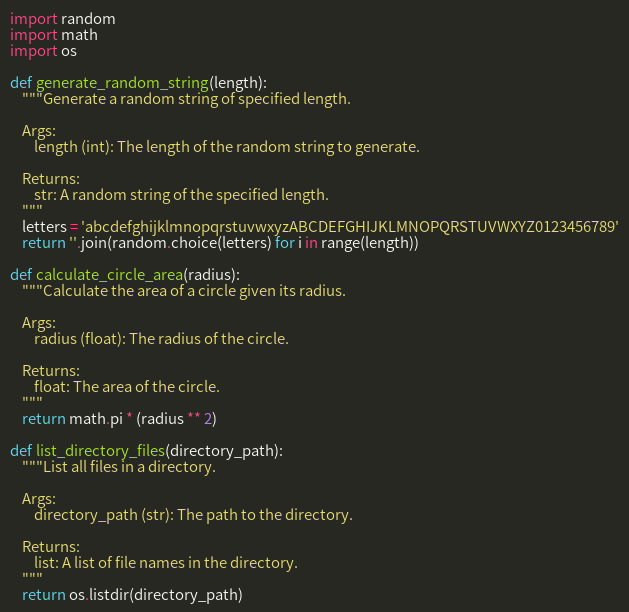 import random
import math
import os

def generate_random_string(length):
    """Generate a random string of specified length.

    Args:
        length (int): The length of the random string to generate.

    Returns:
        str: A random string of the specified length.
    """
    letters = 'abcdefghijklmnopqrstuvwxyzABCDEFGHIJKLMNOPQRSTUVWXYZ0123456789'
    return ''.join(random.choice(letters) for i in range(length))

def calculate_circle_area(radius):
    """Calculate the area of a circle given its radius.

    Args:
        radius (float): The radius of the circle.

    Returns:
        float: The area of the circle.
    """
    return math.pi * (radius ** 2)

def list_directory_files(directory_path):
    """List all files in a directory.

    Args:
        directory_path (str): The path to the directory.

    Returns:
        list: A list of file names in the directory.
    """
    return os.listdir(directory_path)